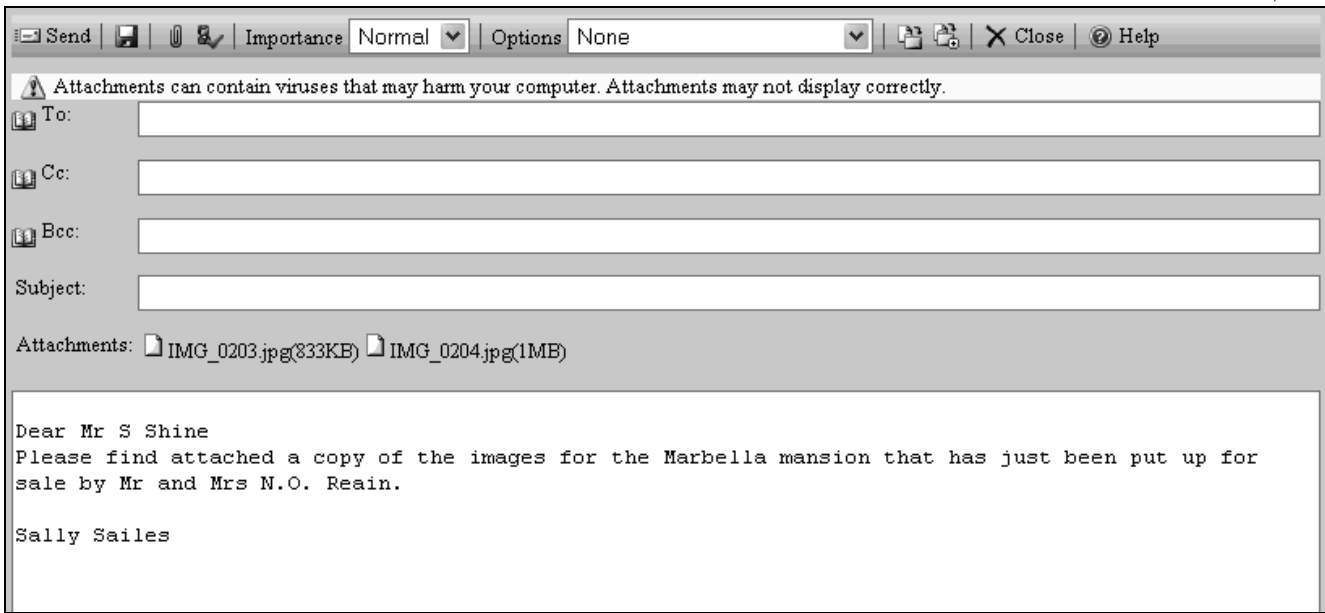 Send Importance Normal Options None Close Help
Attachments can contain viruses that may harm your computer. Attachments may not display correctly.
To:
Cc:
Bcc:
Subject:
Attachments: IMG_0203.jpg(833KB) IMG_0204.jpg(1MB)
Dear Mr S Shine
Please find attached a copy of the images for the Marbella mansion that has just been put up for
sale by Mr and Mrs N.O. Reain.
Sally Sailes